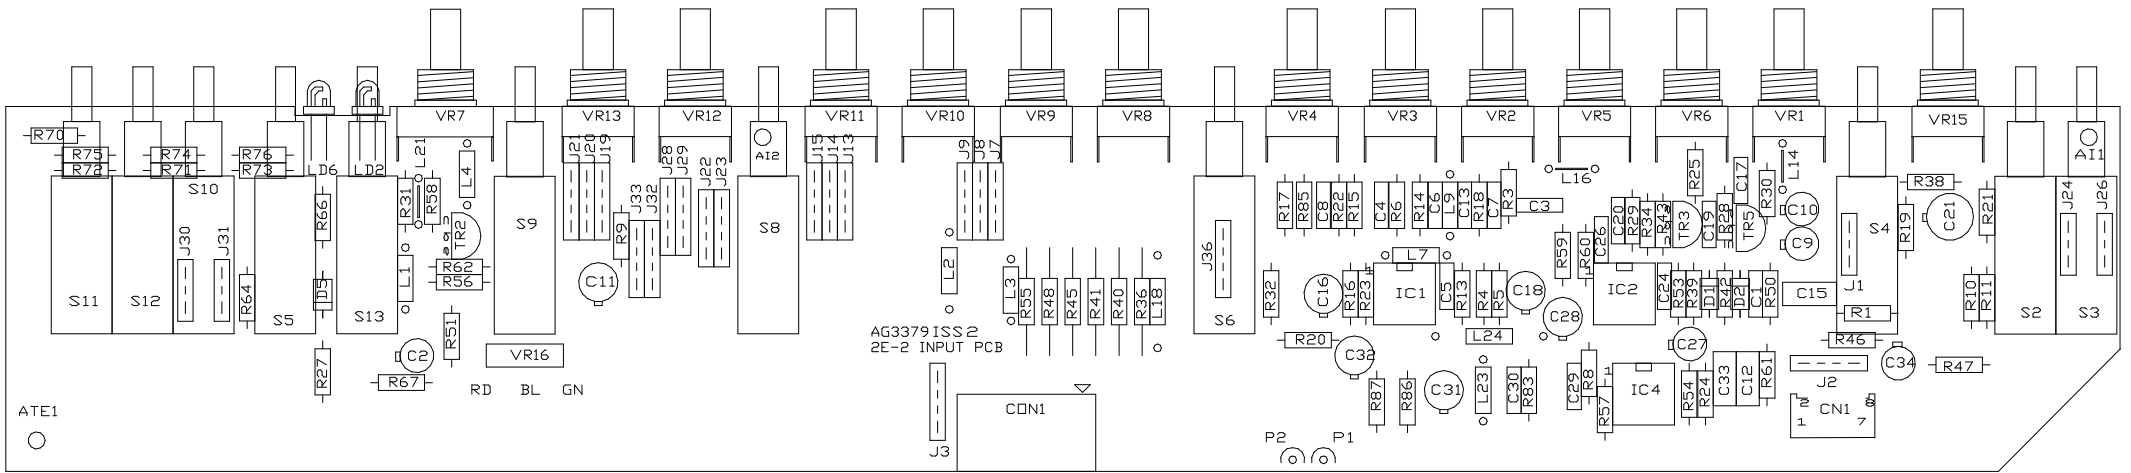 VR7
VR13
VR12
VR11
VR10
VR9
VR8
VR4
VR3
VR2
VR5
VR6
VR1
VR15
R70
R75
R72
R74
R71
R76
R73
LD6
LD2
L21
L4
J21
J20
J19
J28
J29
J22
J23
AI2
J15
J14
J13
J9
J8
J7
L16
R25
C17
R30
L14
AI1
S10
R66
R31
R58
TR2
S9
J33
J32
R9
S8
R17
R85
C8
R22
R15
C4
R6
R14
C6
L9
C13
R18
C7
R3
C3
C20
R29
R34
R43
TR3
C19
R28
TR5
C10
C9
R38
C21
R21
J24
J26
J30
J31
L1
R62
R56
C11
L2
L3
J36
R59
R60
C26
S4
R19
S11
S12
R64
S5
D5
S13
R55
R48
R45
R41
R40
R36
L18
S6
R32
C16
R16
R23
1
L7
IC1
C5
R13
R4
R5
C18
C28
1
IC2
C24
R53
R39
D1
R42
D2
C1
R50
C15
J1
R1
R10
R11
S2
S3
R27
C2
R51
R67
VR16
AG3379ISS2
2E-2 INPUT PCB
R20
C32
L24
C27
R46
C34
R47
RD BL GN
R87
R86
C31
L23
C30
R83
C29
R8
1
R57
IC4
R54
R24
C33
C12
R61
J2
ATE1
J3
CON1
P2
P1
2
8
CN1
1
7